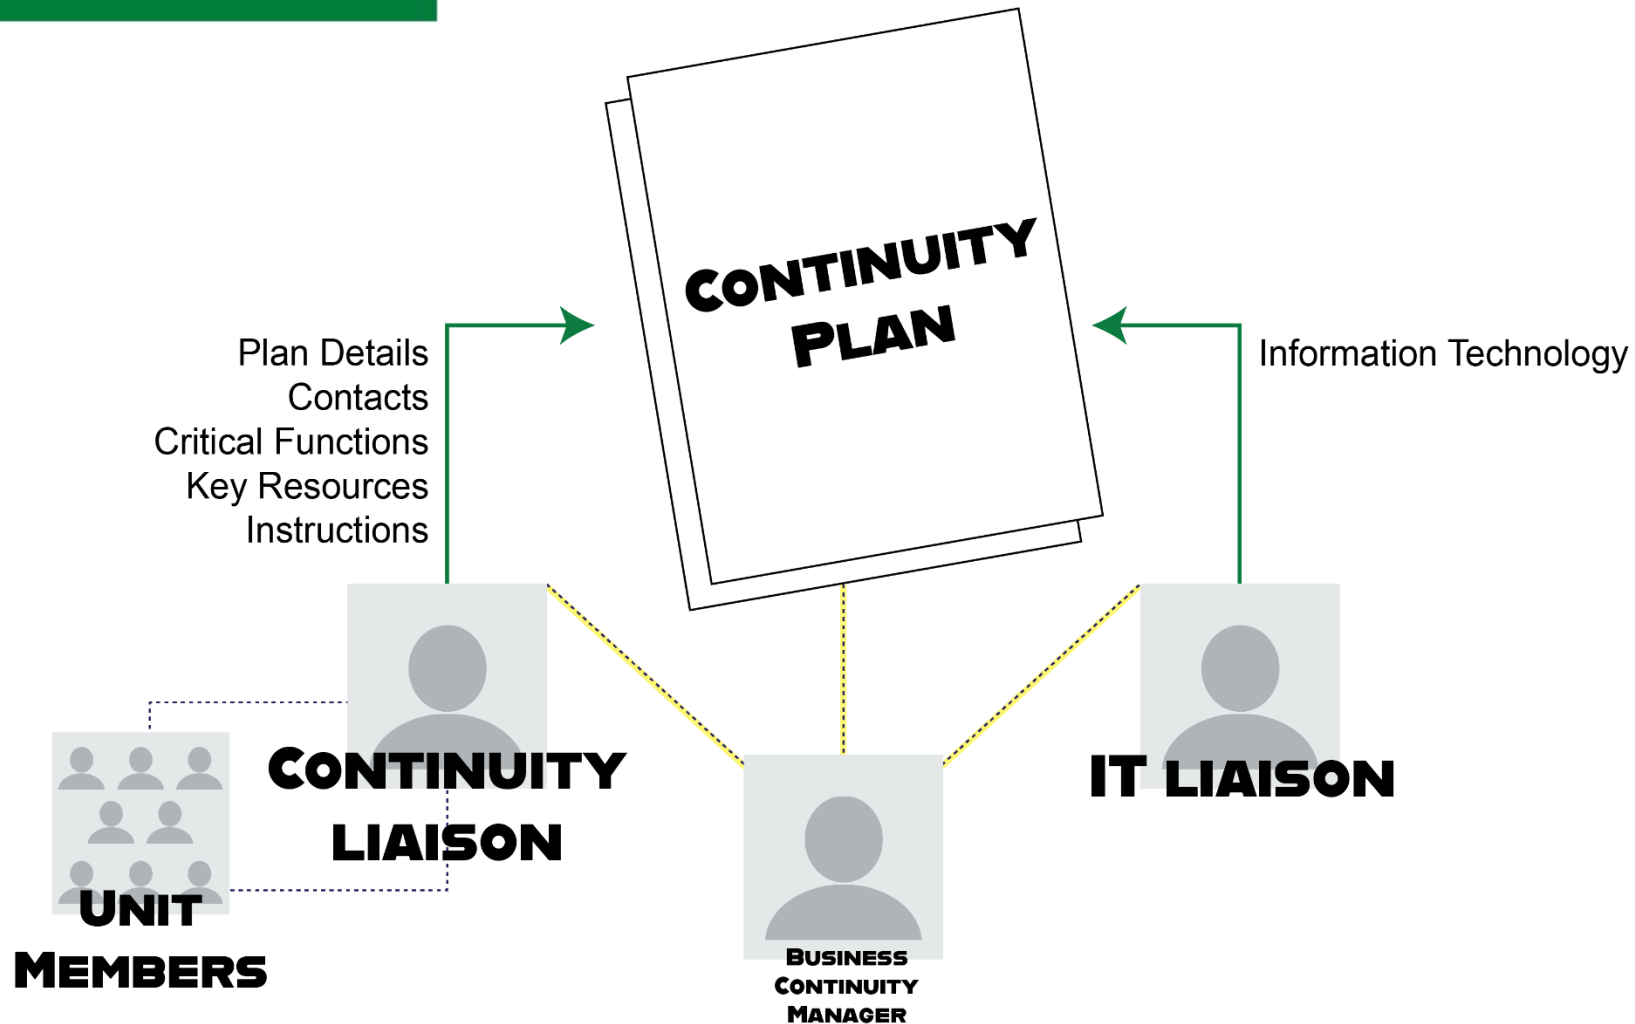 Continuity
Plan
Plan Details
Contacts
Critical Functions
Key Resources
Instructions
Information Technology
Continuity
liaison
IT liaison
Unit
Members
Business
Continuity
Manager